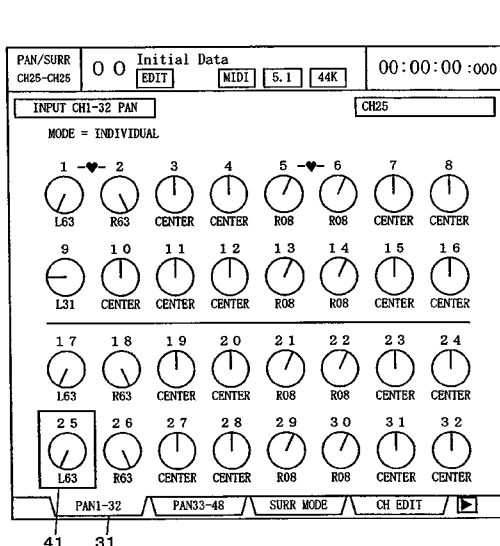 PAN/SURR
CH25-CH26
00 Initial Data
EDIT MIDI 5.1 44K
00:00:00:000
INPUT CH1-32 PAN
CH25
MODE = INDIVIDUAL
1 -♥- 2 3 4 5 -♥- 6 7 8
L63 R63 CENTER CENTER R08 R08 CENTER CENTER
9 10 11 12 13 14 15 16
L31 CENTER CENTER CENTER R08 R08 CENTER CENTER
17 18 19 20 21 22 23 24
L63 R63 CENTER CENTER R08 R08 CENTER CENTER
25 26 27 28 29 30 31 32
L63 R63 CENTER CENTER R08 R08 CENTER CENTER
PAN1-32 PAN33-48 SURR MODE CH EDIT
41 31